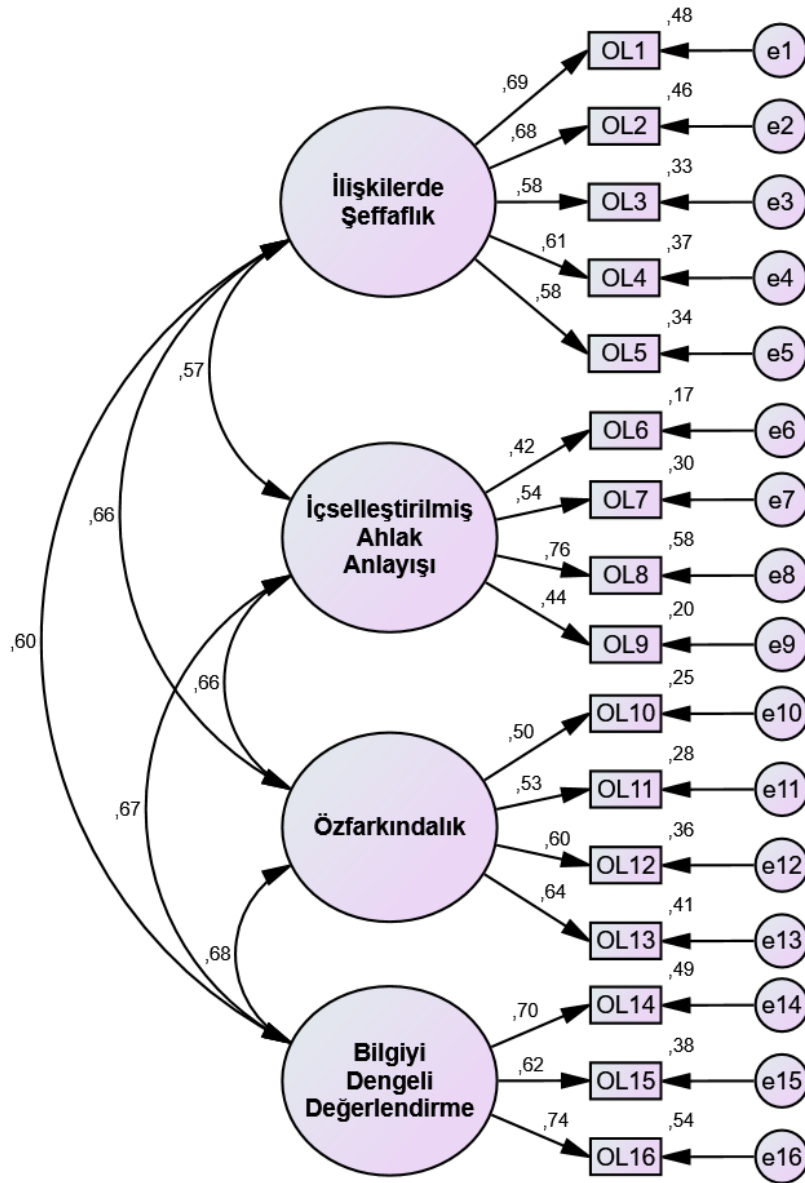 ,48
OL1
e1
,69
,46
OL2
e2
,68
İlişkilerde
Şeffaflık
,33
,58
OL3
e3
,37
,61
OL4
e4
,34
,58
OL5
e5
,57
,17
OL6
e6
,42
,30
İçselleştirilmiş
Ahlak
Anlayışı
,54
OL7
e7
,66
,58
,76
OL8
e8
,20
,44
OL9
e9
,60
,66
,25
OL10
e10
,50
,28
,53
OL11
e11
,67
Özfarkındalık
,36
,60
OL12
e12
,41
,64
OL13
e13
,68
,49
,70
OL14
e14
Bilgiyi
Dengeli
Değerlendirme
,38
,62
OL15
e15
,54
,74
OL16
e16